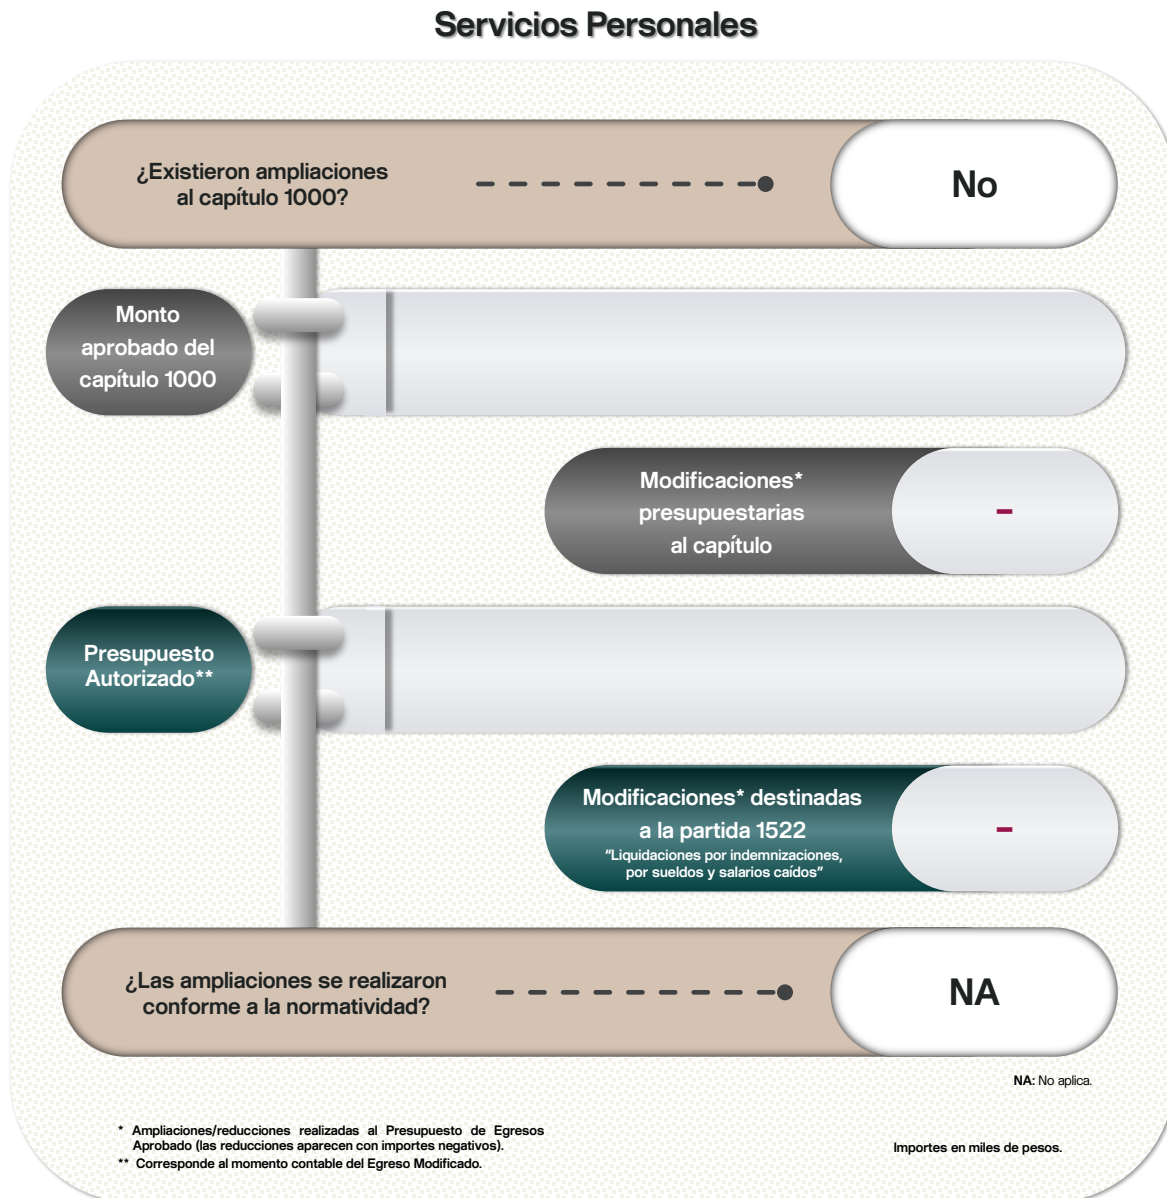 Servicios Personales
¿Existieron ampliaciones
al capítulo 1000?
No
Monto
aprobado del
capítulo 1000
Modificaciones*
presupuestarias
al capítulo
–
Presupuesto
Autorizado**
Modificaciones* destinadas
a la partida 1522
"Liquidaciones por indemnizaciones,
por sueldos y salarios caídos"
–
¿Las ampliaciones se realizaron
conforme a la normatividad?
NA
NA: No aplica.
* Ampliaciones/reducciones realizadas al Presupuesto de Egresos
Aprobado (las reducciones aparecen con importes negativos).
** Corresponde al momento contable del Egreso Modificado.
Importes en miles de pesos.